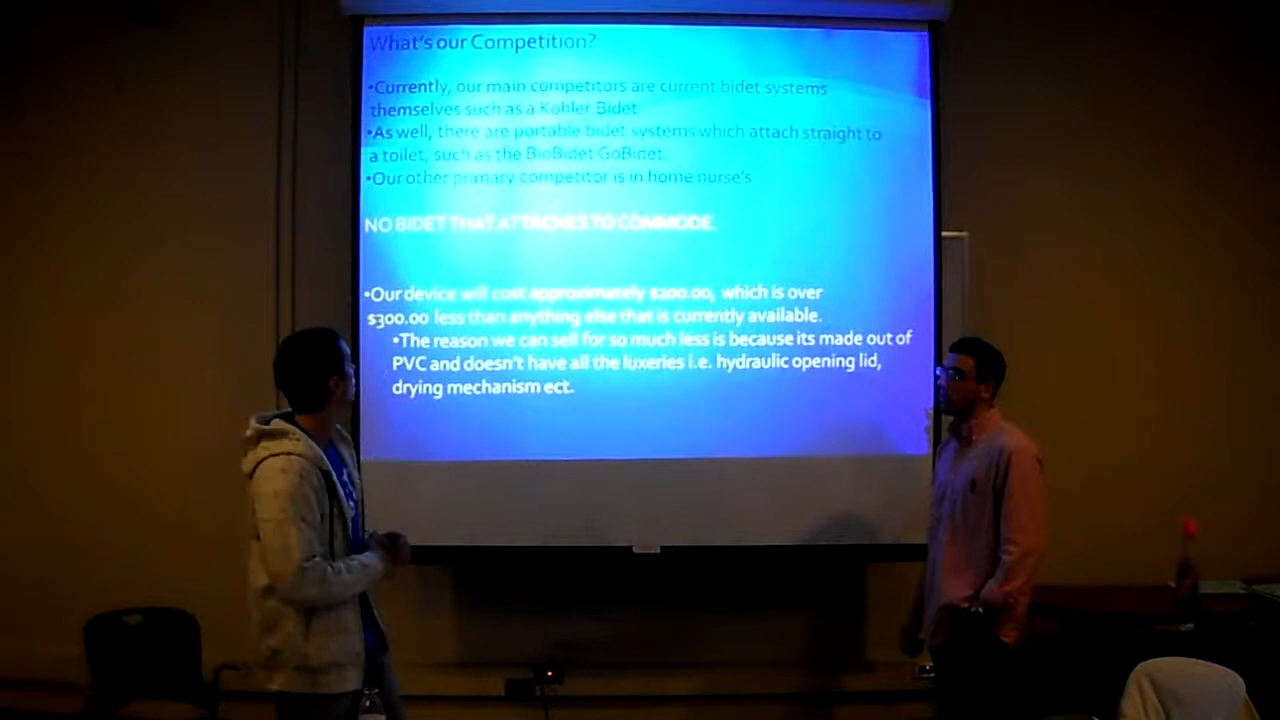 What's our Competition?
•Currently, our main competitors are current bidet systems
themselves such as a Kohler Bidet
•As well, there are portable bidet systems which attach straight to
a toilet, such as the BioBidet GoBidet.
•Our other primary competitor is in home nurse's
NO BIDET THAT ATTACHES TO COMMODE.
•Our device will cost approximately $200.00, which is over
$300.00 less than anything else that is currently available.
•The reason we can sell for so much less is because its made out of
PVC and doesn't have all the luxeries i.e. hydraulic opening lid,
drying mechanism ect.